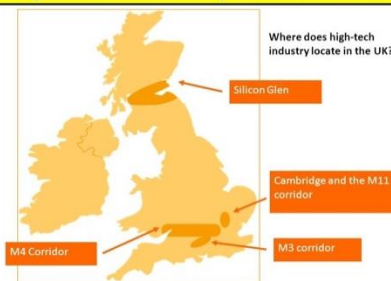 Where does high-tech
industry locate in the UK?
Silicon Glen
Cambridge and the M11
corridor
M4 Corridor
M3 corridor